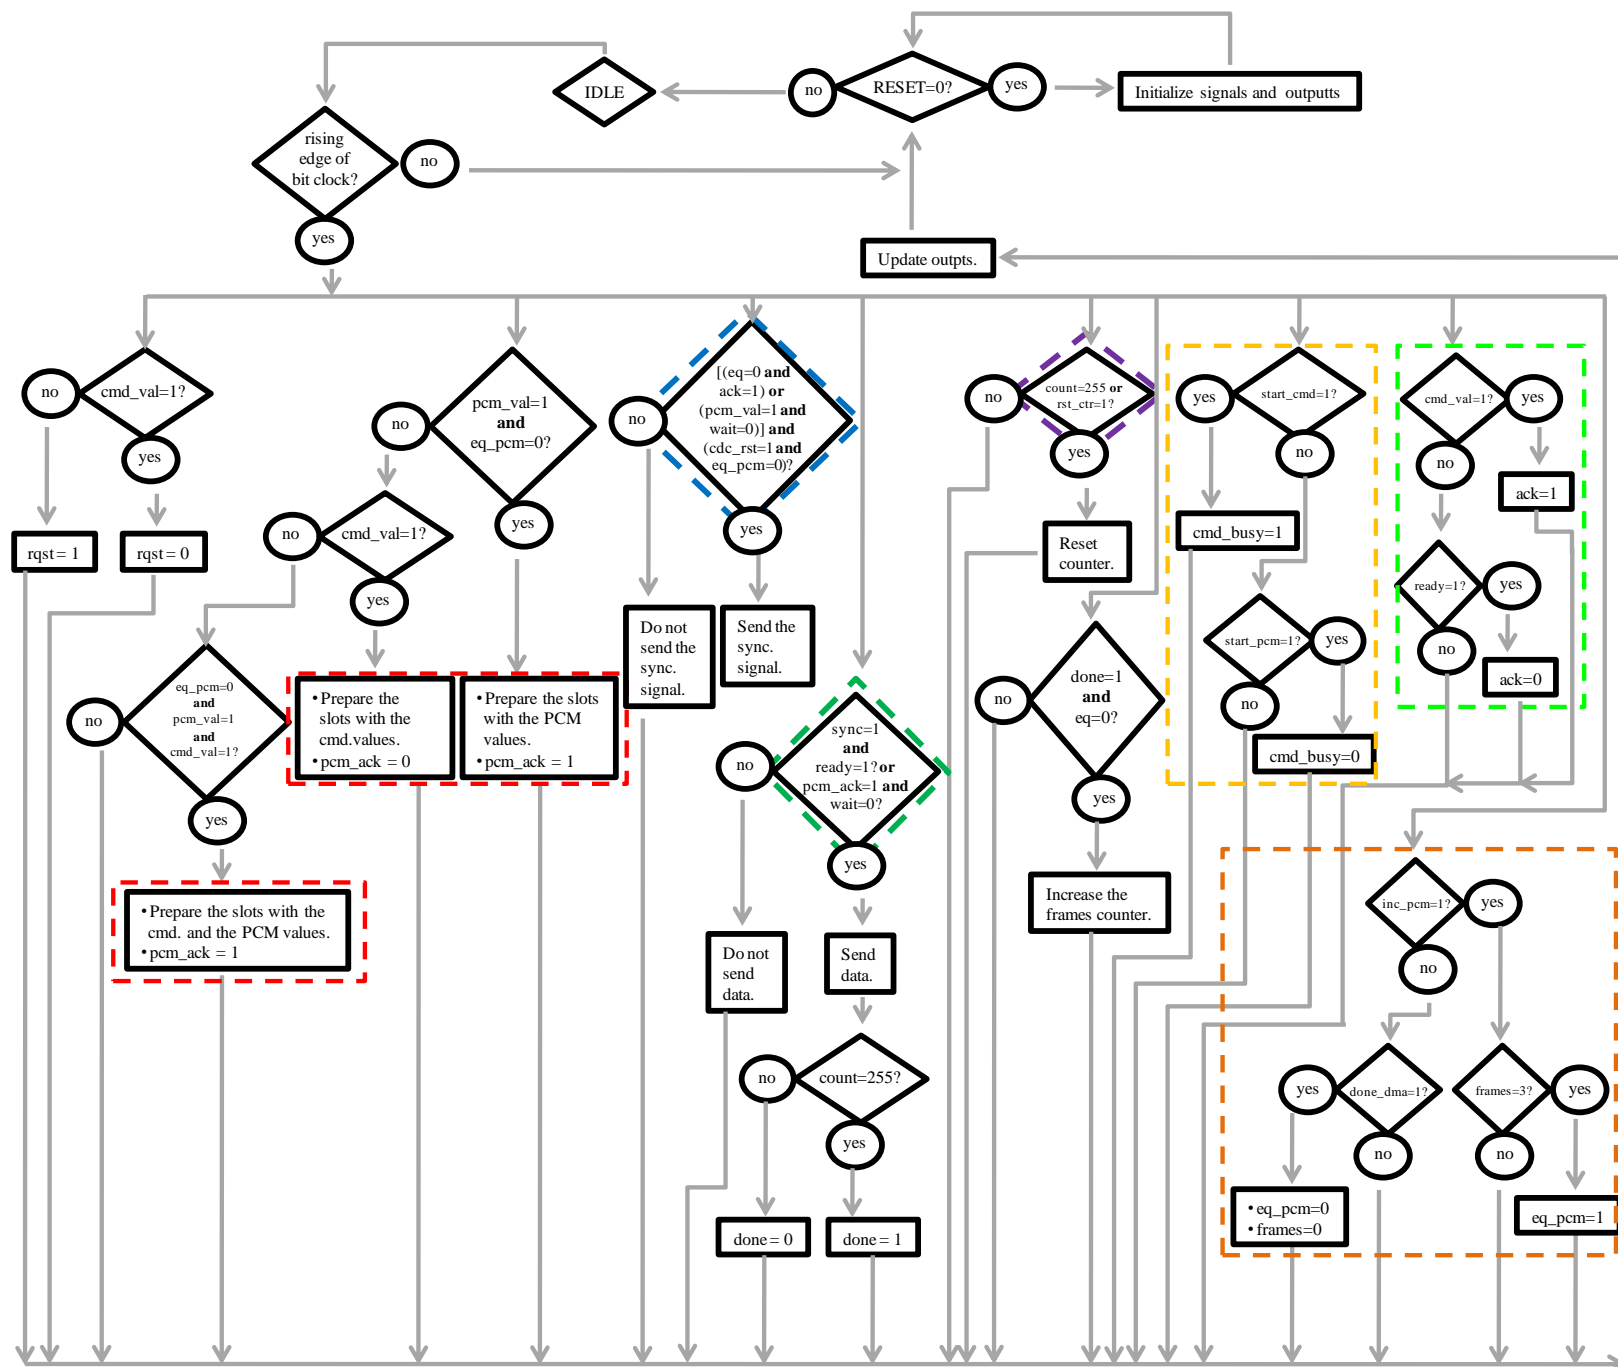 RESET=0?
no
yes
IDLE
Initialize signals and outputts
rising
edge of
bit clock?
no
yes
Update outpts.
cmd_val=1?
no
yes
rqst = 1
rqst = 0
pcm_val=1
and
eq_pcm=0?
no
yes
cmd_val=1?
no
yes
eq_pcm=0
and
pcm_val=1
and
cmd_val=1?
no
yes
• Prepare the
slots with the
cmd.values.
• pcm_ack = 0
• Prepare the slots
with the PCM
values.
• pcm_ack = 1
• Prepare the slots with the
cmd. and the PCM values.
• pcm_ack = 1
[(eq=0 and
ack=1) or
(pcm_val=1 and
wait=0)] and
(cdc_rst=1 and
eq_pcm=0)?
no
yes
Do not
send the
sync.
signal.
Send the
sync.
signal.
sync=1
and
ready=1? or
pcm_ack=1 and
wait=0?
no
yes
Do not
send
data.
Send
data.
count=255?
no
yes
done = 0
done = 1
count=255 or
rst_ctr=1?
no
yes
Reset
counter.
done=1
and
eq=0?
no
yes
Increase the
frames counter.
start_cmd=1?
yes
no
cmd_busy=1
start_pcm=1?
yes
no
cmd_busy=0
cmd_val=1?
yes
no
ack=1
ready=1?
yes
no
ack=0
inc_pcm=1?
yes
no
done_dma=1?
yes
no
frames=3?
yes
no
• eq_pcm=0
• frames=0
eq_pcm=1